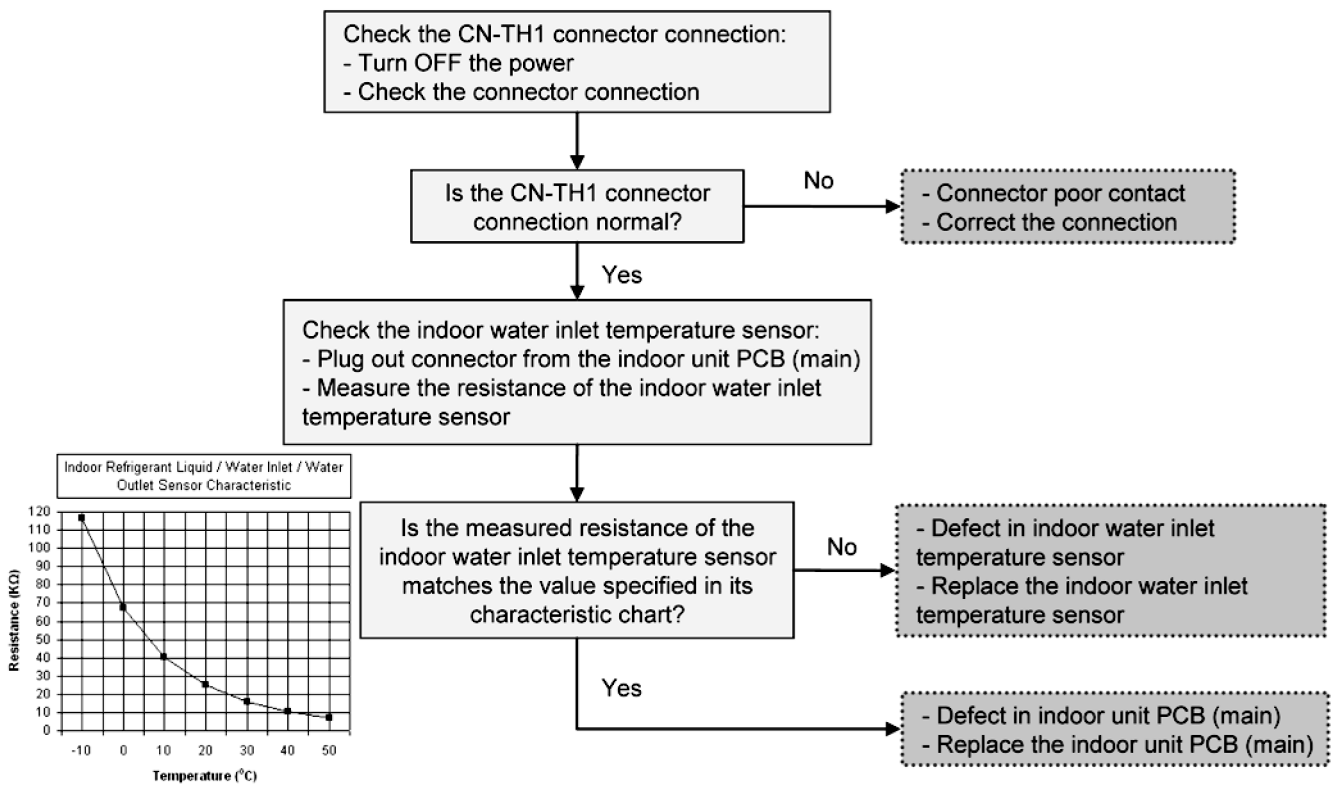 Check the CN-TH1 connector connection:
- Turn OFF the power
- Check the connector connection
Is the CN-TH1 connector
connection normal?
No
- Connector poor contact
- Correct the connection
Yes
Check the indoor water inlet temperature sensor:
- Plug out connector from the indoor unit PCB (main)
- Measure the resistance of the indoor water inlet
temperature sensor
Indoor Refrigerant Liquid / Water Inlet / Water
Outlet Sensor Characteristic
120
110
100
90
80
70
60
50
40
30
20
10
0
Resistance (KΩ)
-10 0 10 20 30 40 50
Temperature (⁰C)
Is the measured resistance of the
indoor water inlet temperature sensor
matches the value specified in its
characteristic chart?
No
- Defect in indoor water inlet
temperature sensor
- Replace the indoor water inlet
temperature sensor
Yes
- Defect in indoor unit PCB (main)
- Replace the indoor unit PCB (main)